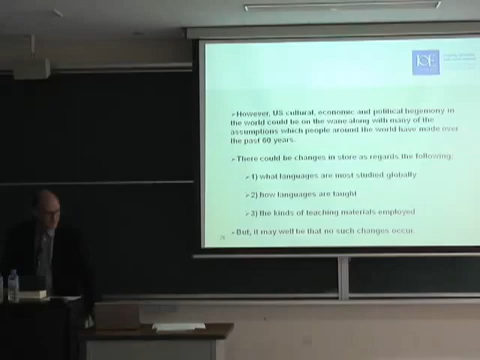 IOE
➢However, US cultural, economic and political hegemony in
the world could be on the wane along with many of the
assumptions which people around the world have made over
the past 60 years.
➢There could be changes in store as regards the following:
1) what languages are most studied globally
2) how languages are taught
3) the kinds of teaching materials employed
➢But, it may well be that no such changes occur.